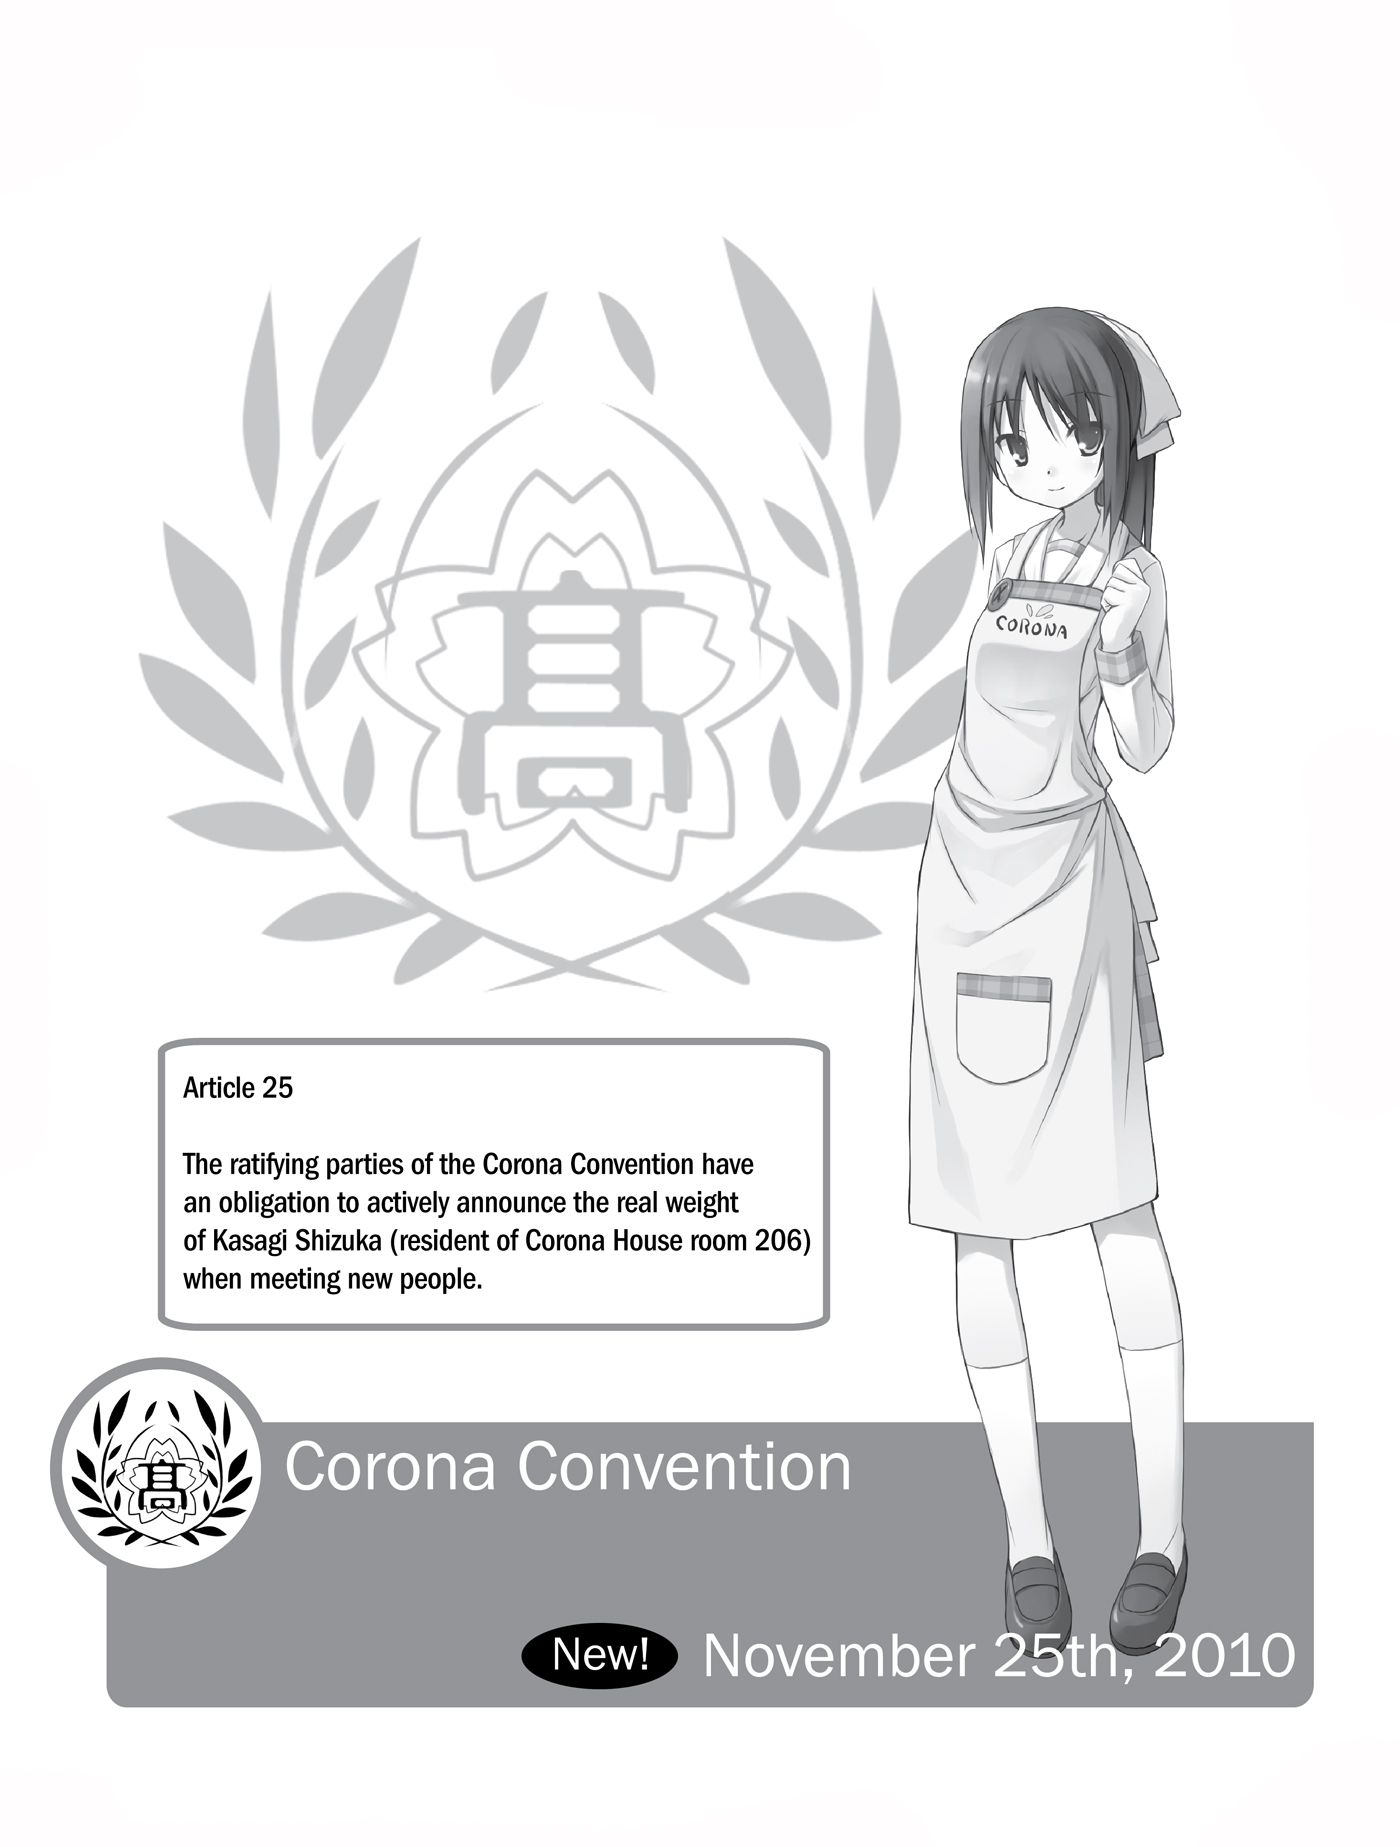 高
CORONA
Article 25
The ratifying parties of the Corona Convention have
an obligation to actively announce the real weight
of Kasagi Shizuka (resident of Corona House room 206)
when meeting new people.
高
Corona Convention
New! November 25th, 2010